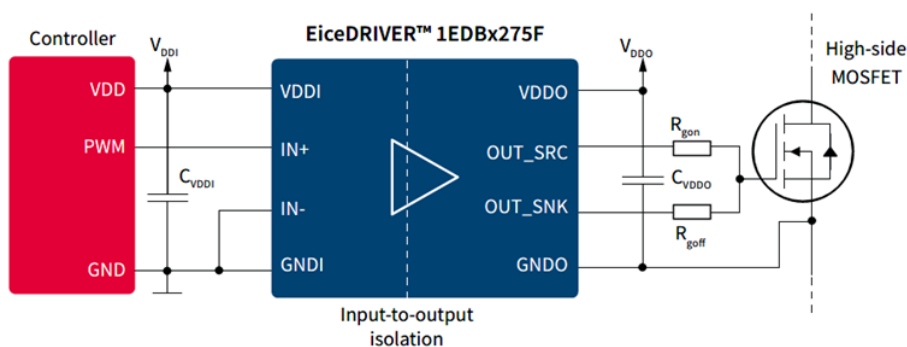 EiceDRIVER™ 1EDBx275F
Controller
V_DDI
V_DDO
High-side
MOSFET
VDD
VDDI
VDDO
R_gon
PWM
IN+
OUT_SRC
C_VDDI
C_VDDO
IN-
OUT_SNK
R_goff
GND
GNDI
GNDO
Input-to-output
isolation